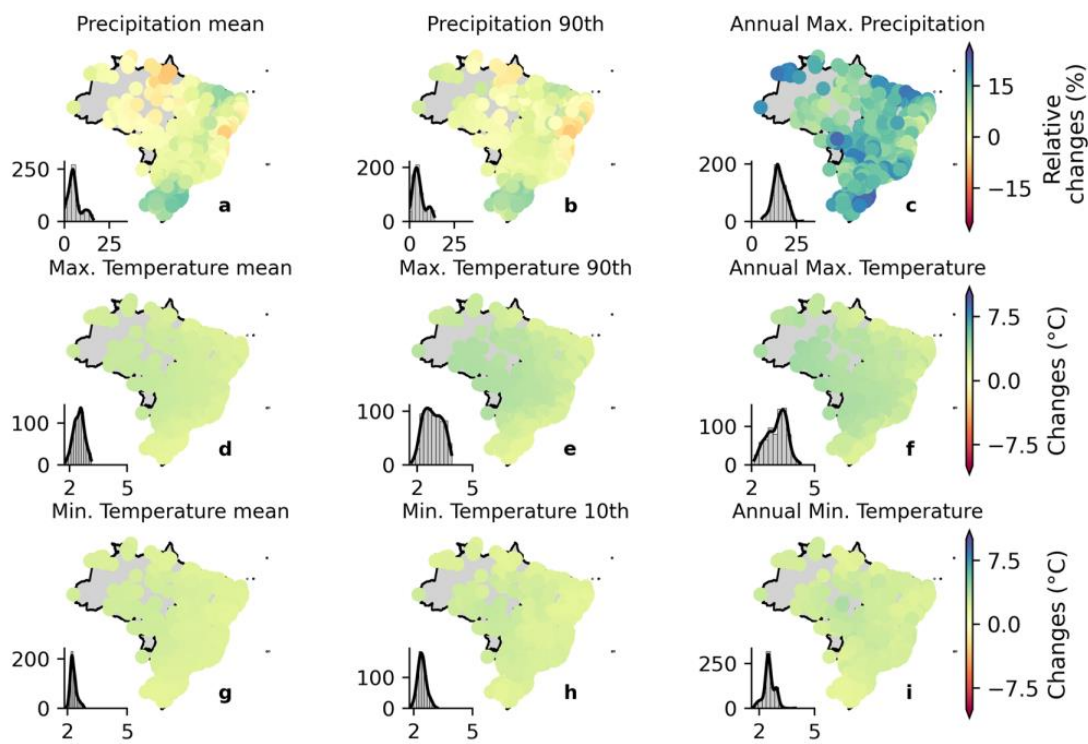 Precipitation mean
Precipitation 90th
Annual Max. Precipitation
250
0
0 25
a
200
0
0 25
b
200
0
0 25
c
15
0
−15
Relative
changes (%)
Max. Temperature mean
Max. Temperature 90th
Annual Max. Temperature
100
0
2 5
d
100
0
2 5
e
100
0
2 5
f
7.5
0.0
−7.5
Changes (°C)
Min. Temperature mean
Min. Temperature 10th
Annual Min. Temperature
200
0
2 5
g
100
0
2 5
h
300
0
2 5
i
7.5
0.0
−7.5
Changes (°C)